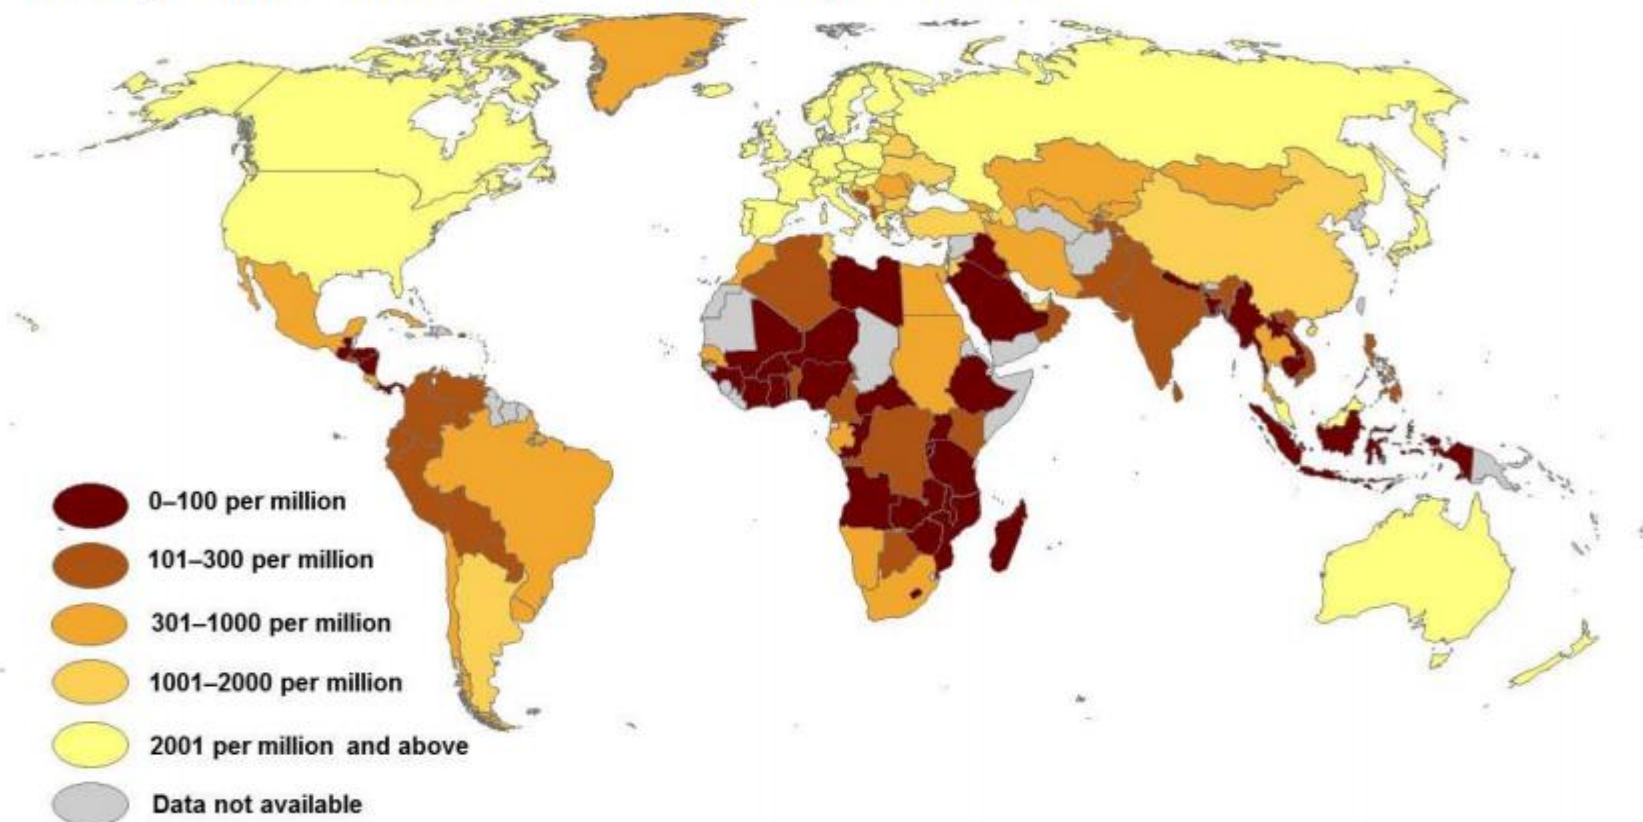 0–100 per million
101–300 per million
301–1000 per million
1001–2000 per million
2001 per million and above
Data not available